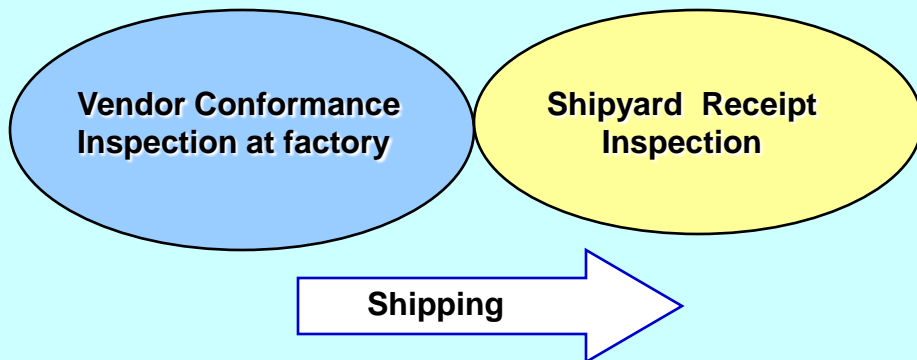 Vendor Conformance
Inspection at factory
Shipyard Receipt
Inspection
Shipping